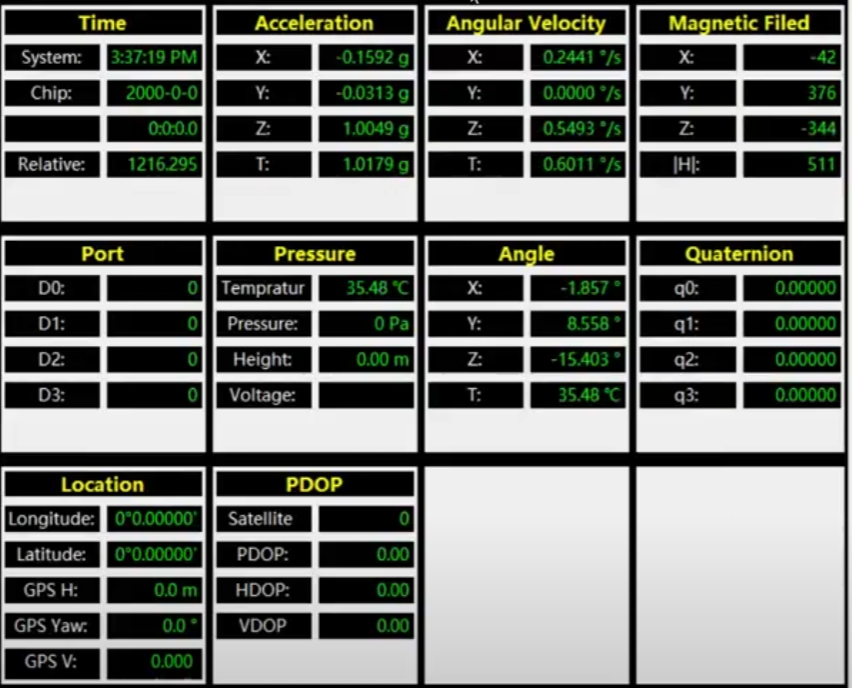 Time
System: 3:37:19 PM
Chip: 2000-0-0
0:0:0.0
Relative: 1216.295
Acceleration
X: -0.1592 g
Y: -0.0313 g
Z: 1.0049 g
T: 1.0179 g
Angular Velocity
X: 0.2441 °/s
Y: 0.0000 °/s
Z: 0.5493 °/s
T: 0.6011 °/s
Magnetic Filed
X: -42
Y: 376
Z: -344
|H|: 511
Port
D0: 0
D1: 0
D2: 0
D3: 0
Pressure
Tempratur 35.48 ℃
Pressure: 0 Pa
Height: 0.00 m
Voltage:
Angle
X: -1.857 °
Y: 8.558 °
Z: -15.403 °
T: 35.48 ℃
Quaternion
q0: 0.00000
q1: 0.00000
q2: 0.00000
q3: 0.00000
Location
Longitude: 0°0.00000'
Latitude: 0°0.00000'
GPS H: 0.0 m
GPS Yaw: 0.0 °
GPS V: 0.000
PDOP
Satellite 0
PDOP: 0.00
HDOP: 0.00
VDOP 0.00